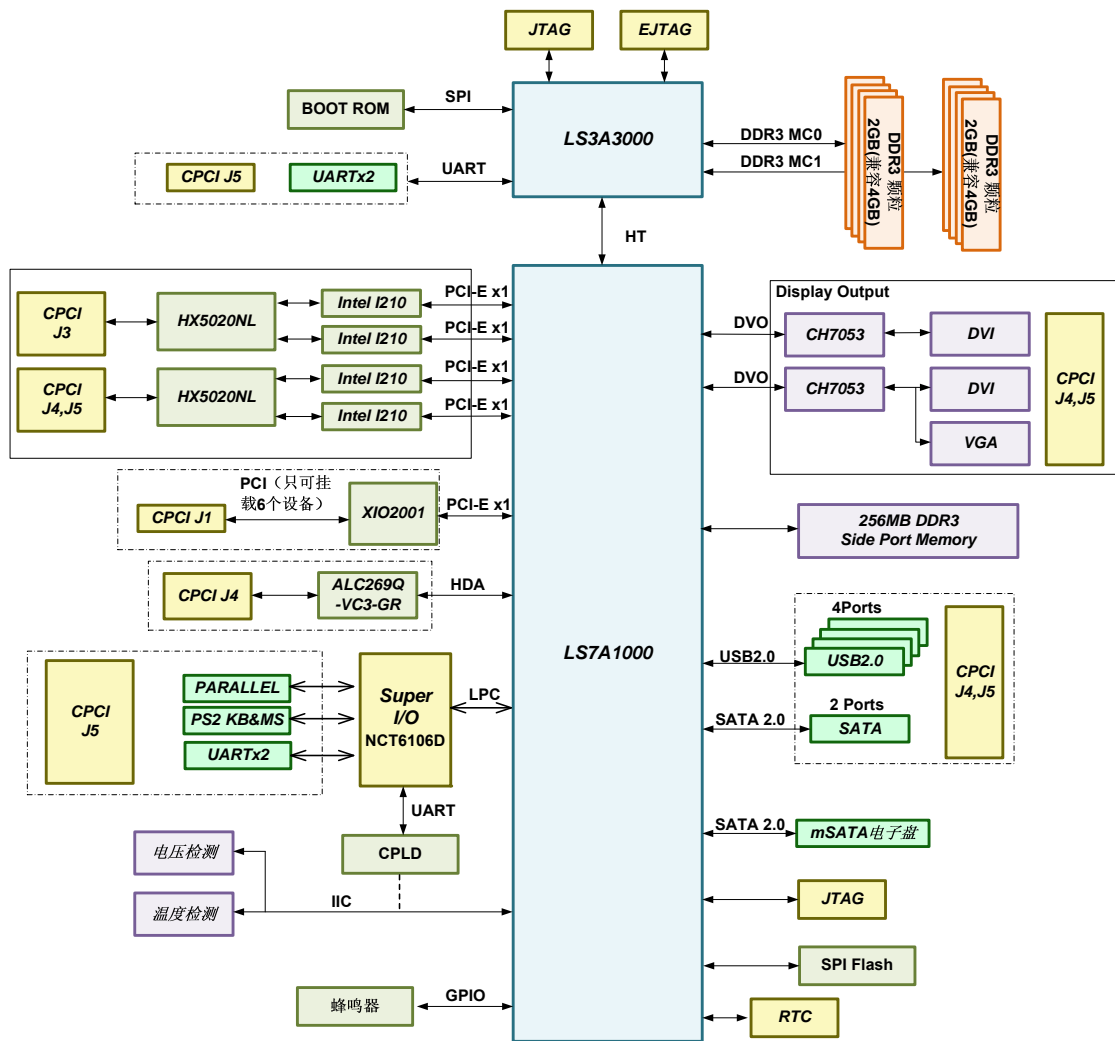 JTAG
EJTAG
BOOT ROM
SPI
LS3A3000
DDR3 MC0
DDR3 MC1
DDR3 颗粒
2GB(兼容4GB)
DDR3 颗粒
2GB(兼容4GB)
CPCI J5
UARTx2
UART
HT
CPCI
J3
HX5020NL
Intel I210
PCI-E x1
Intel I210
PCI-E x1
CPCI
J4,J5
HX5020NL
Intel I210
PCI-E x1
Intel I210
PCI-E x1
Display Output
DVO
CH7053
DVI
DVO
CH7053
DVI
VGA
CPCI
J4,J5
PCI（只可挂
载6个设备）
CPCI J1
XIO2001
PCI-E x1
256MB DDR3
Side Port Memory
CPCI J4
ALC269Q
-VC3-GR
HDA
LS7A1000
4Ports
USB2.0
USB2.0
2 Ports
SATA 2.0
SATA
CPCI
J4,J5
CPCI
J5
PARALLEL
PS2 KB&MS
UARTx2
Super
I/O
NCT6106D
LPC
UART
CPLD
电压检测
温度检测
IIC
SATA 2.0
mSATA电子盘
JTAG
SPI Flash
RTC
蜂鸣器
GPIO